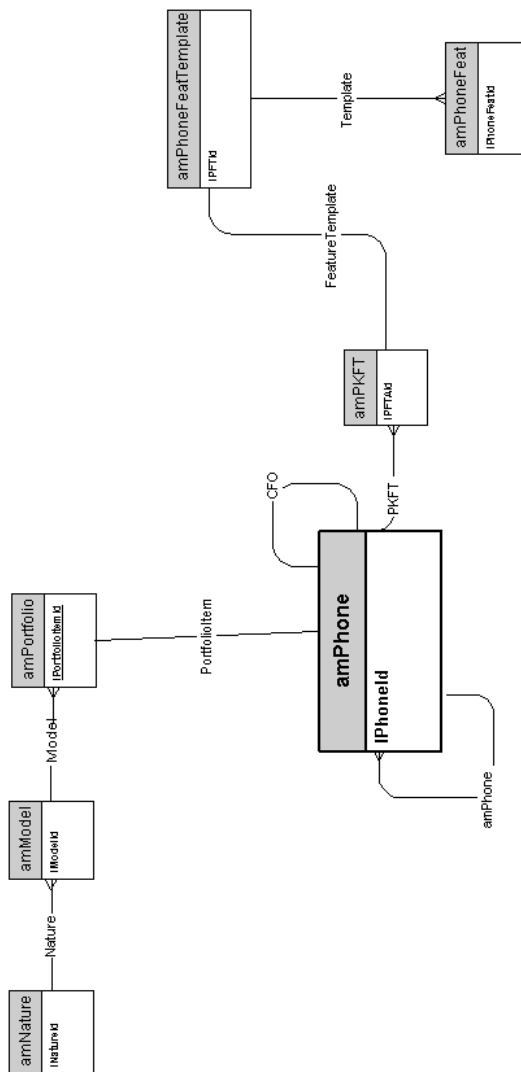 amNature
lNatureId
Nature
amModel
lModelId
Model
amPortfolio
lPortfolioItemId
PortfolioItem
amPhoneFeatTemplate
lPFTId
CFO
FeatureTemplate
Template
amPhone
lPhoneId
amPKFT
lPFTAId
PKFT
amPhoneFeat
lPhoneFeatId
amPhone